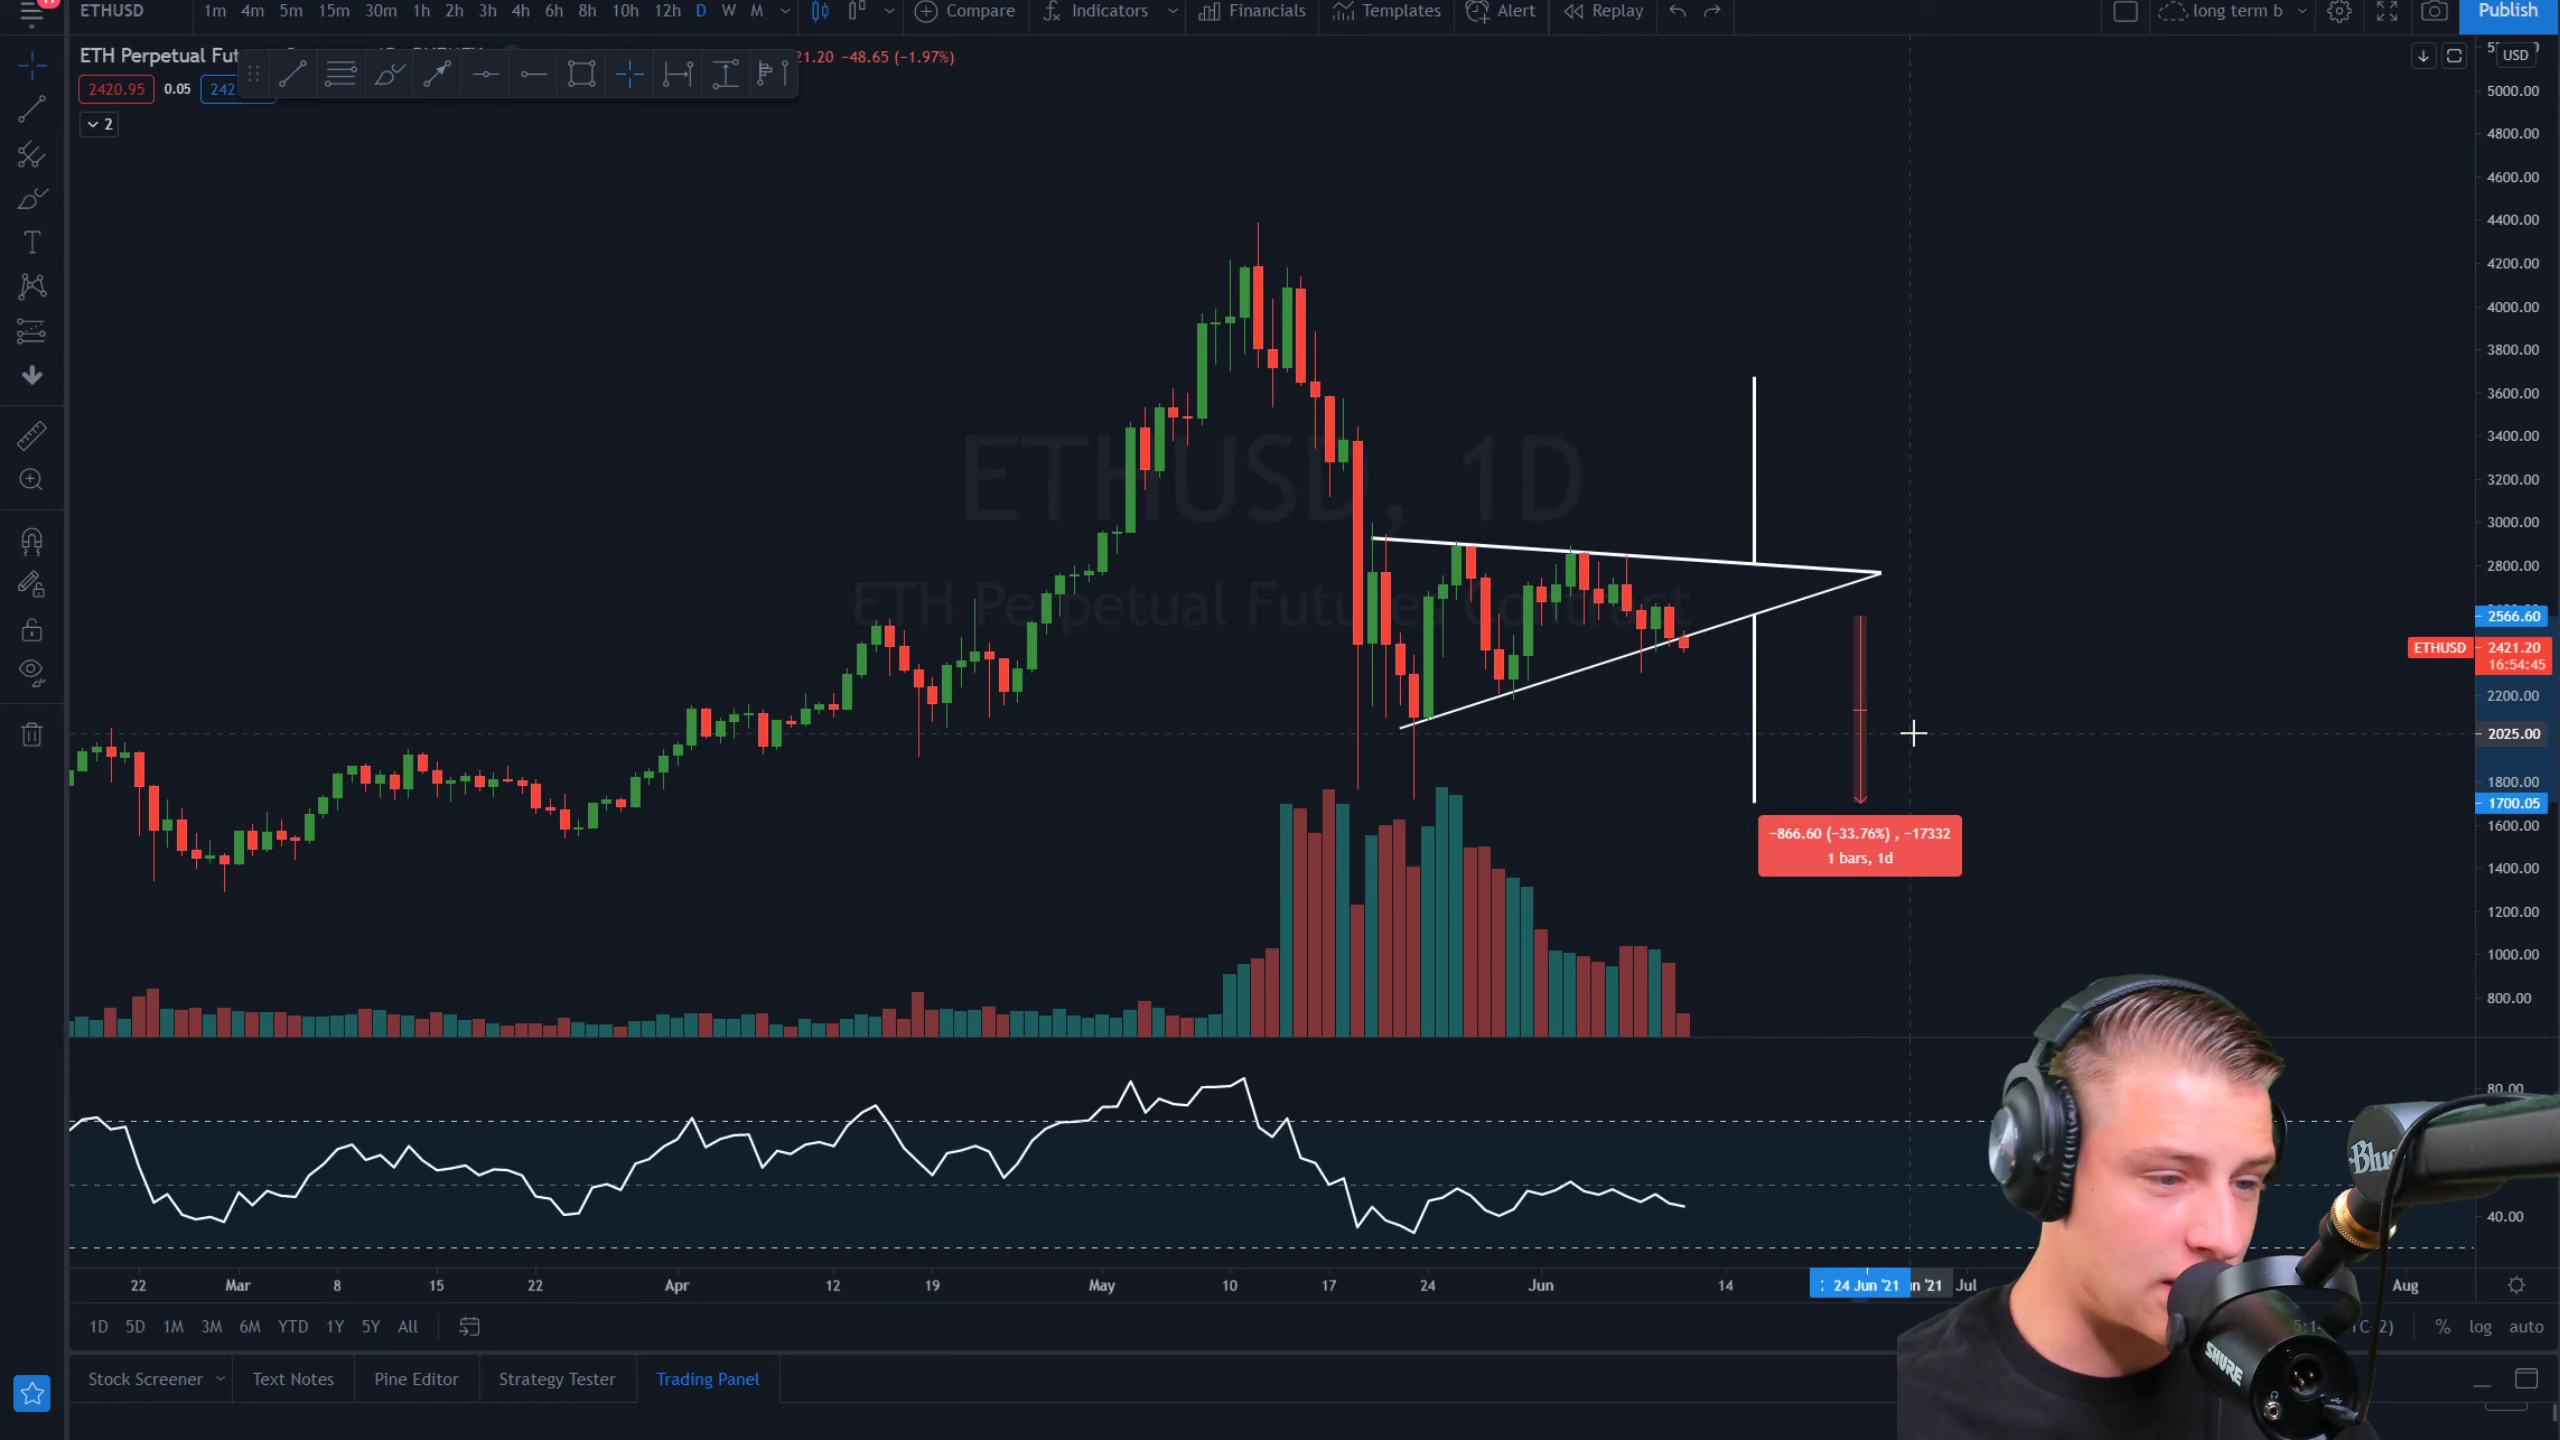 11
ETHUSD 1m 4m 5m 15m 30m 1h 2h 3h 4h 6h 8h 10h 12h D W M Compare Indicators Financials Templates Alert Replay long term b Publish
ETH Perpetual Fut 21.20 −48.65 (−1.97%) USD
2420.95 0.05 242
2
5000.00
4800.00
4600.00
4400.00
4200.00
4000.00
3800.00
3600.00
3400.00
3200.00
3000.00
2800.00
2566.60
ETHUSD 2421.20
16:54:45
2200.00
2025.00
1800.00
1700.05
1600.00
1400.00
1200.00
1000.00
800.00
ETHUSD, 1D
ETH Perpetual Futures Contract
−866.60 (−33.76%) , −17332
1 bars, 1d
80.00
40.00
22 Mar 8 15 22 Apr 12 19 May 10 17 24 Jun 14 24 Jun '21 n '21 Jul Aug
1D 5D 1M 3M 6M YTD 1Y 5Y All % log auto
Stock Screener Text Notes Pine Editor Strategy Tester Trading Panel
Blue
SHURE